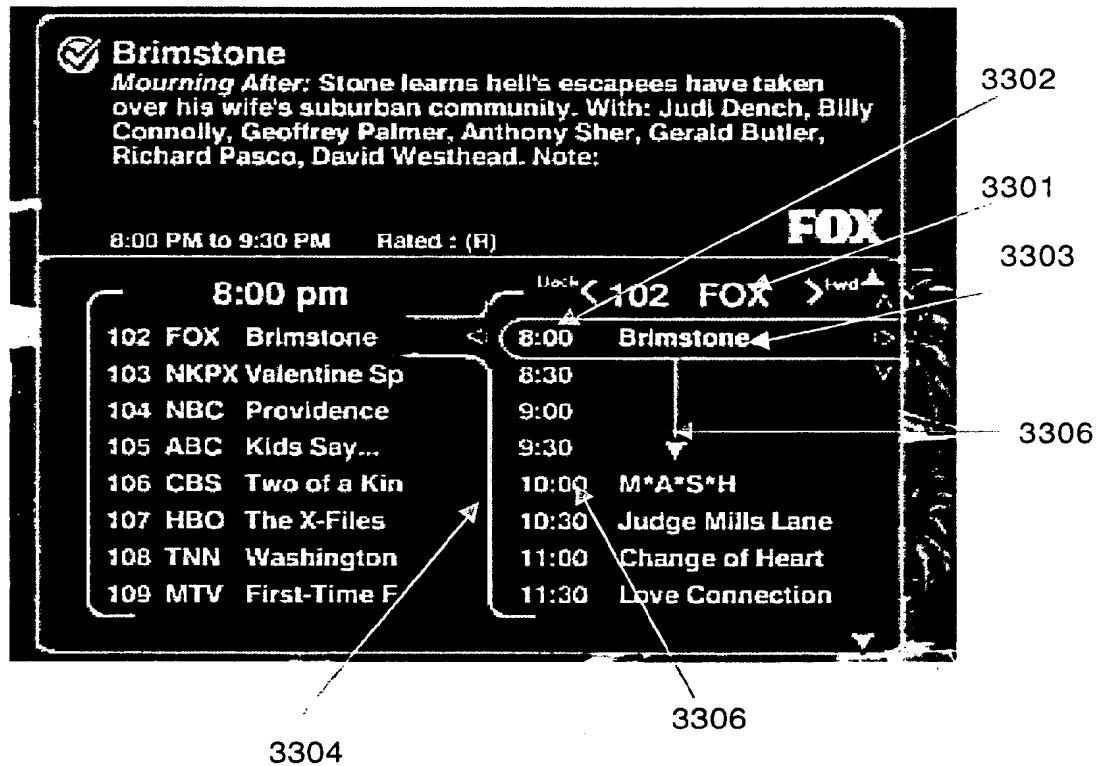 Brimstone
Mourning After: Stone learns hell's escapees have taken
over his wife's suburban community. With: Judi Dench, Billy
Connolly, Geoffrey Palmer, Anthony Sher, Gerald Butler,
Richard Pasco, David Westhead. Note:
FOX
8:00 PM to 9:30 PM Rated : (R)
8:00 pm
102 FOX Brimstone
103 NKPX Valentine Sp
104 NBC Providence
105 ABC Kids Say...
106 CBS Two of a Kin
107 HBO The X-Files
108 TNN Washington
109 MTV First-Time F
Back < 102 FOX > Fwd
8:00 Brimstone
8:30
9:00
9:30
10:00 M*A*S*H
10:30 Judge Mills Lane
11:00 Change of Heart
11:30 Love Connection
3302
3301
3303
3306
3306
3304